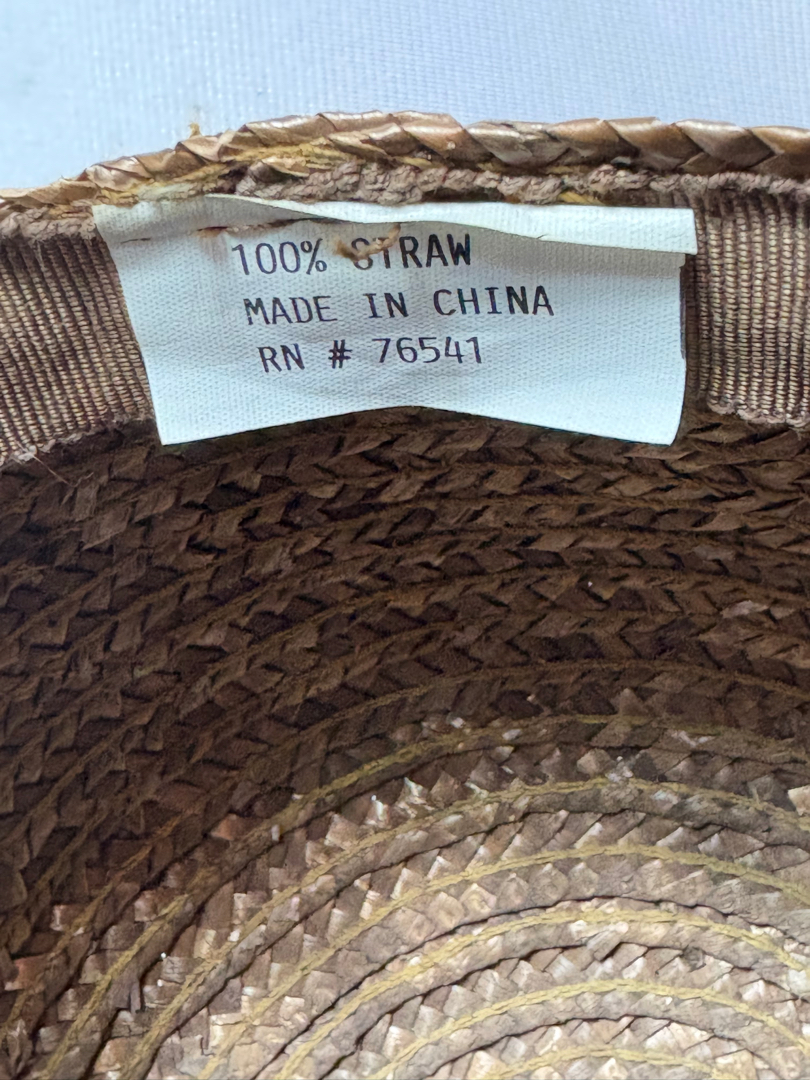 100% STRAW
MADE IN CHINA
RN # 76541